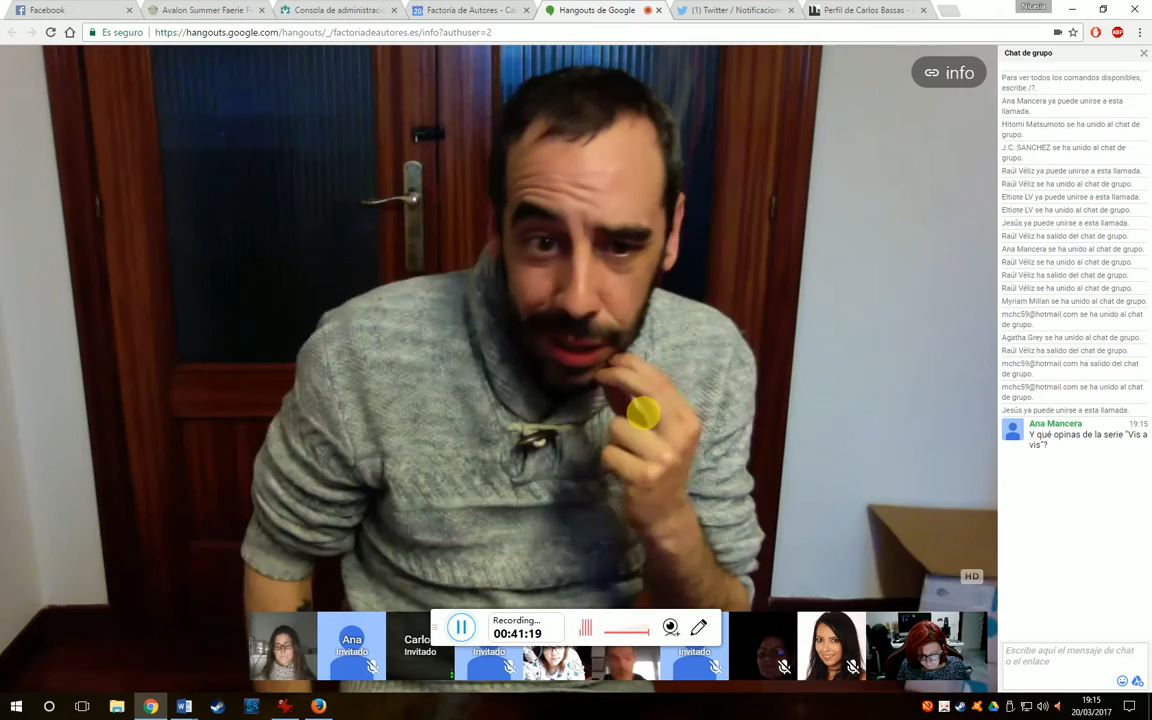 Facebook
Avalon Summer Faerie F
Consola de administraci
Factoría de Autores - Ca
Hangouts de Google
(1) Twitter / Notificacione
Perfil de Carlos Bassas -
Nicasia
Es seguro
https://hangouts.google.com/hangouts/_/factoriadeautores.es/info?authuser=2
info
Chat de grupo
Para ver todos los comandos disponibles,
escribe /?.
Ana Mancera ya puede unirse a esta
llamada.
Hitomi Matsumoto se ha unido al chat de
grupo.
J.C. SANCHEZ se ha unido al chat de
grupo.
Raúl Véliz ya puede unirse a esta llamada.
Raúl Véliz se ha unido al chat de grupo.
Eltiote LV ya puede unirse a esta llamada.
Eltiote LV se ha unido al chat de grupo.
Jesús ya puede unirse a esta llamada.
Raúl Véliz ha salido del chat de grupo.
Ana Mancera se ha unido al chat de grupo.
Raúl Véliz se ha unido al chat de grupo.
Raúl Véliz ha salido del chat de grupo.
Raúl Véliz se ha unido al chat de grupo.
Myriam Millan se ha unido al chat de grupo.
mchc59@hotmail.com se ha unido al chat
de grupo.
Agatha Grey se ha unido al chat de grupo.
Raúl Véliz ha salido del chat de grupo.
mchc59@hotmail.com ha salido del chat
de grupo.
mchc59@hotmail.com se ha unido al chat
de grupo.
Jesús ya puede unirse a esta llamada.
Ana Mancera 19:15
Y qué opinas de la serie "Vis a
vis"?
HD
Ana
Invitado
Carlo
Invitado
Invitado
Invitado
Recording...
00:41:19
Escribe aquí el mensaje de chat
o el enlace
19:15
20/03/2017